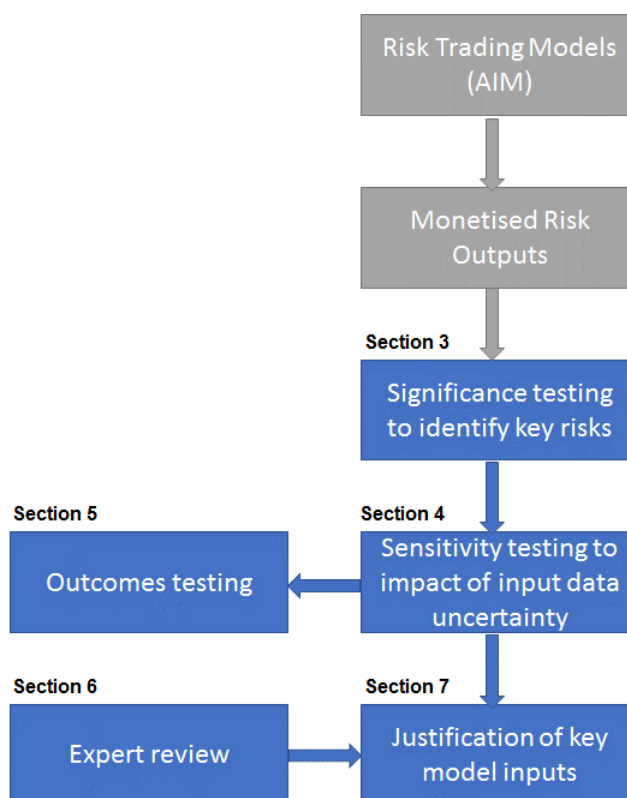 Risk Trading Models
(AIM)
Monetised Risk
Outputs
Section 3
Significance testing
to identify key risks
Section 5
Section 4
Outcomes testing
Sensitivity testing to
impact of input data
uncertainty
Section 6
Section 7
Expert review
Justification of key
model inputs